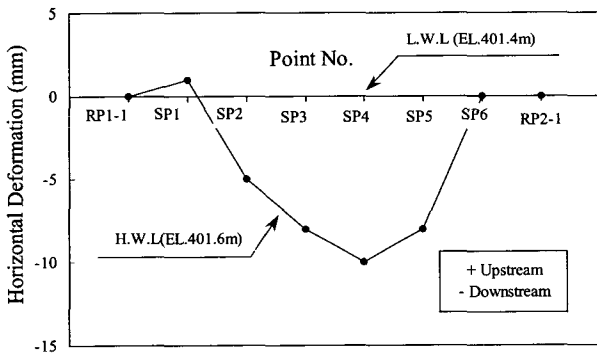 Horizontal Deformation (mm)
5
0
-5
-10
-15
Point No.
L.W.L (EL.401.4m)
RP1-1
SP1
SP2
SP3
SP4
SP5
SP6
RP2-1
H.W.L(EL.401.6m)
+ Upstream
- Downstream